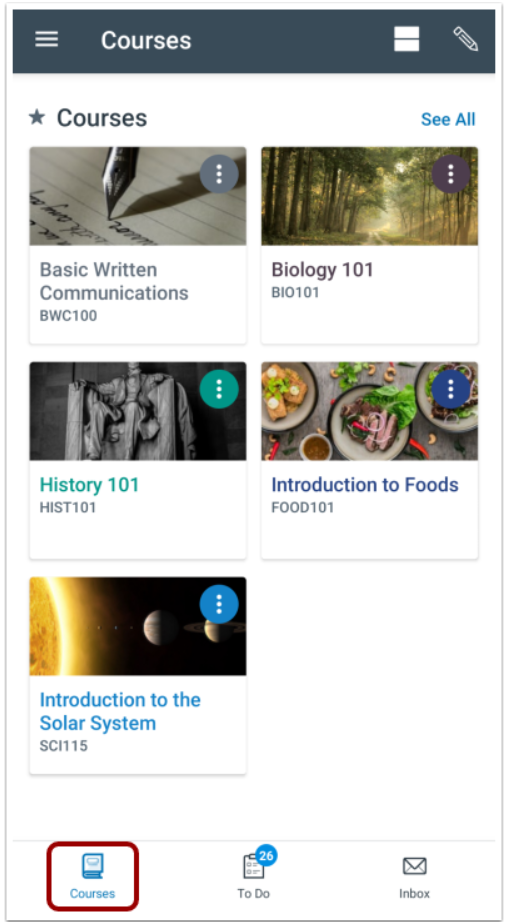 Courses
Courses
See All
Basic Written
Communications
BWC100
Biology 101
BIO101
History 101
HIST101
Introduction to Foods
FOOD101
Introduction to the
Solar System
SCI115
26
Courses
To Do
Inbox